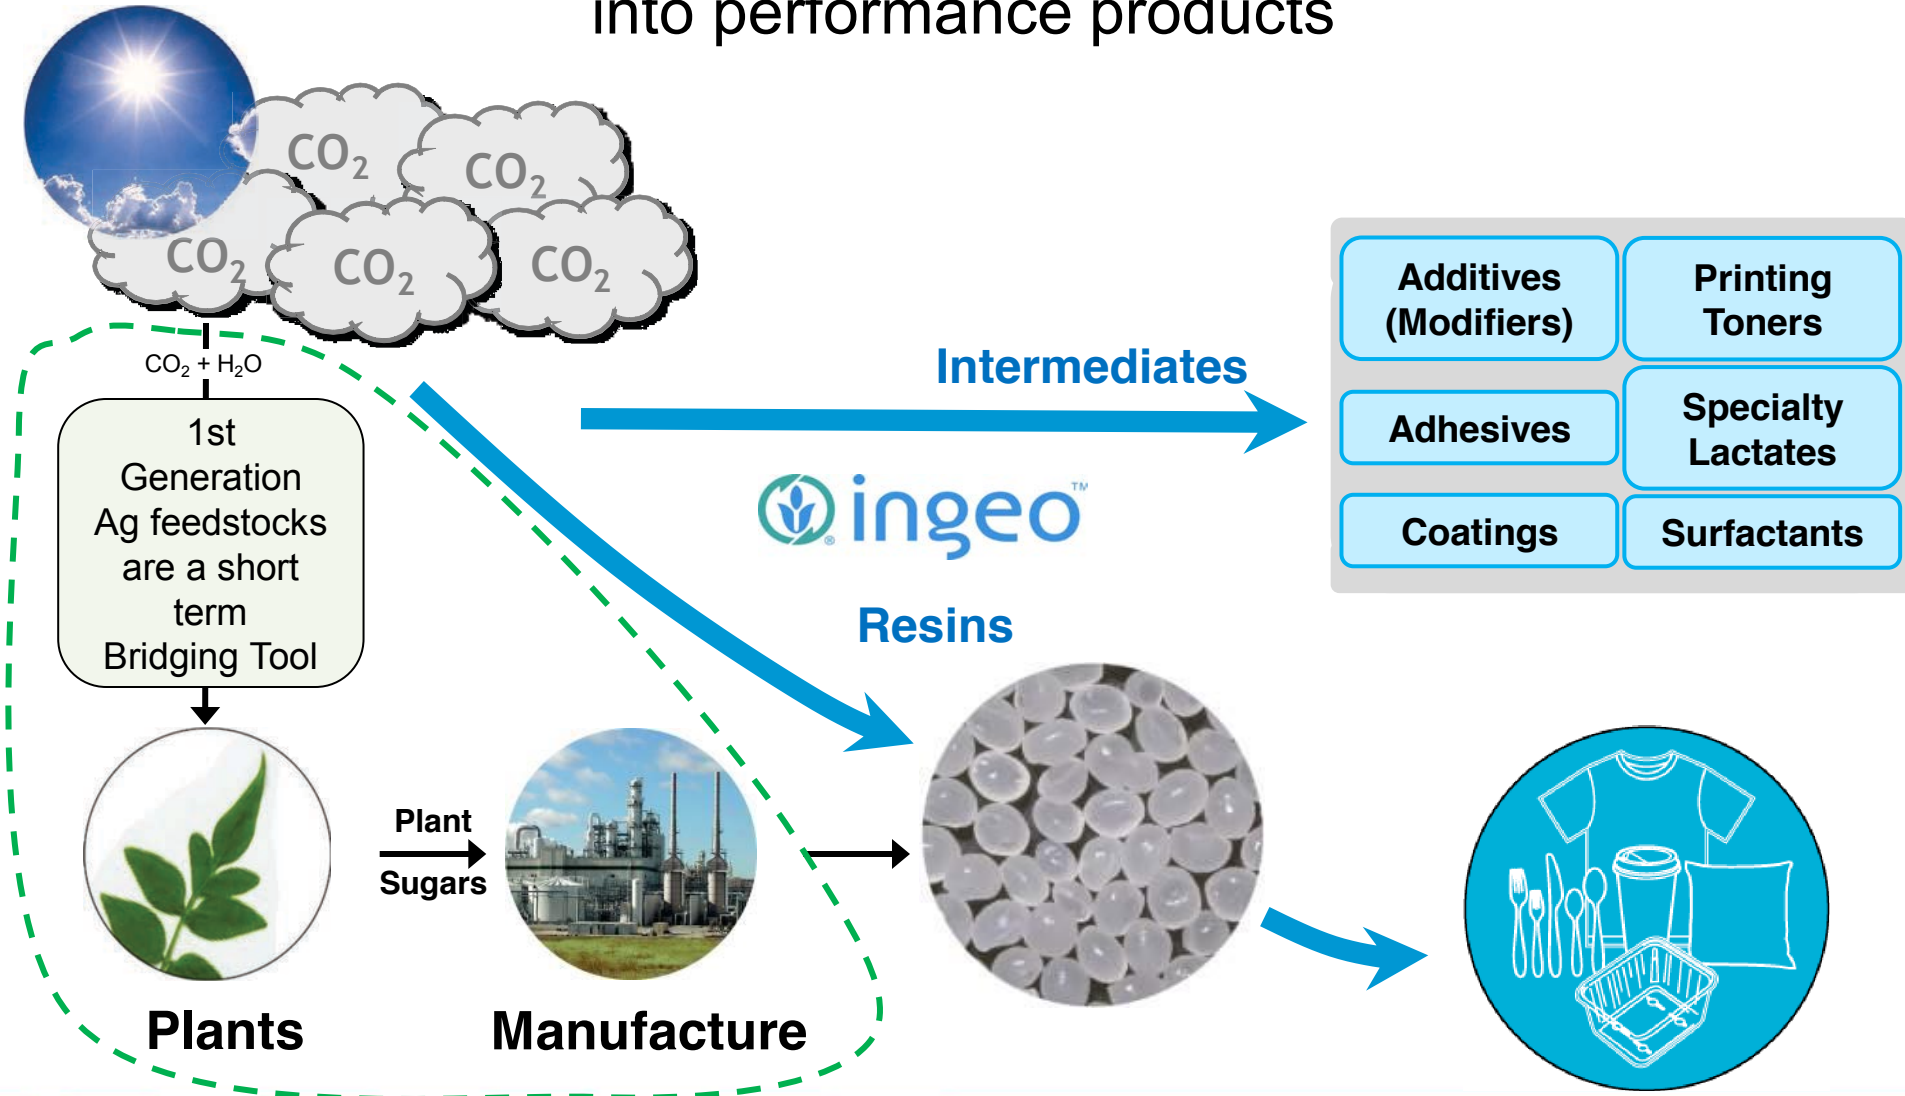 into performance products
CO₂
CO₂
CO₂
CO₂
CO₂
CO₂ + H₂O
1st
Generation
Ag feedstocks
are a short
term
Bridging Tool
Intermediates
ingeo™
®
Resins
Additives
(Modifiers)
Printing
Toners
Adhesives
Specialty
Lactates
Coatings
Surfactants
Plant
Sugars
Plants
Manufacture